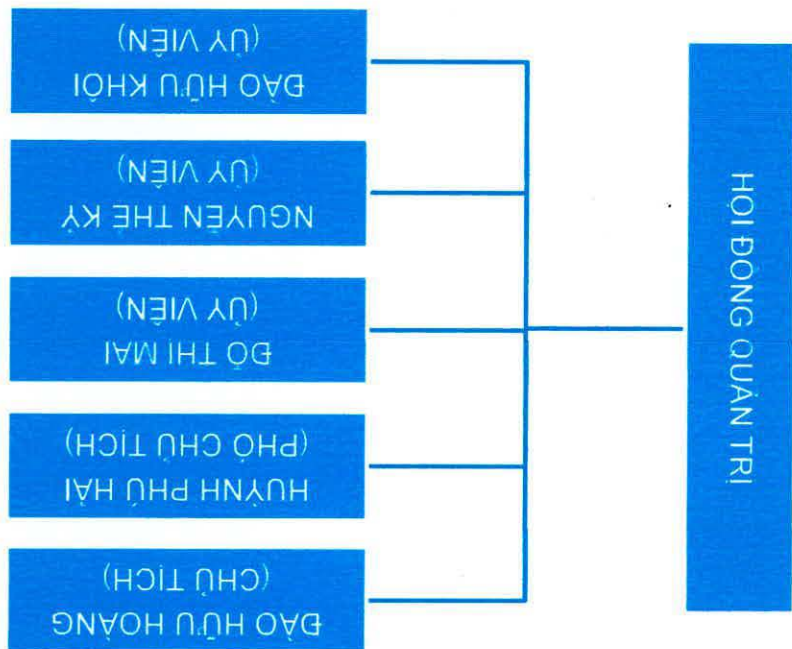 HỘI ĐỒNG QUẢN TRỊ
ĐÀO HỮU HOÀNG
(CHỦ TỊCH)
HUỲNH PHÚ HẢI
(PHÓ CHỦ TỊCH)
ĐỖ THỊ MAI
(ỦY VIÊN)
NGUYỄN THẾ KỶ
(ỦY VIÊN)
ĐÀO HỮU KHÔI
(ỦY VIÊN)